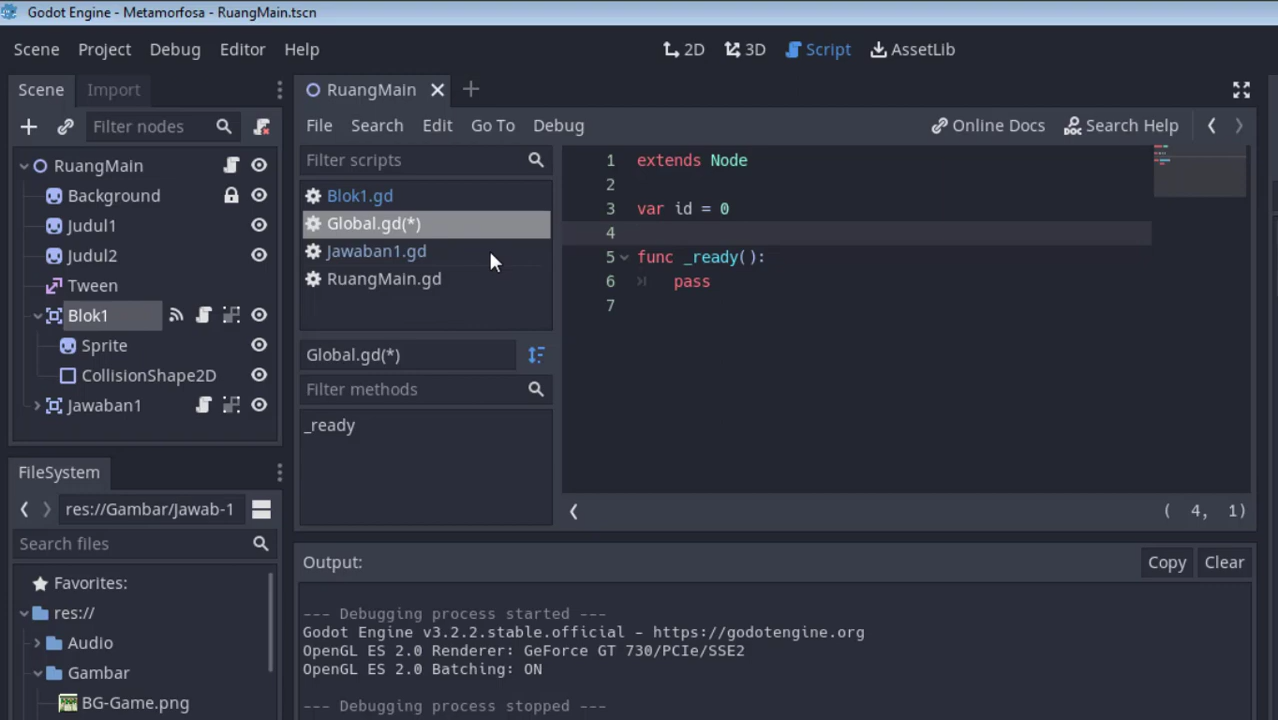 Godot Engine - Metamorfosa - RuangMain.tscn
Scene Project Debug Editor Help 2D 3D Script AssetLib
Scene Import
Filter nodes
RuangMain
Background
Judul1
Judul2
Tween
Blok1
Sprite
CollisionShape2D
Jawaban1
FileSystem
res://Gambar/Jawab-1
Search files
Favorites:
res://
Audio
Gambar
BG-Game.png
RuangMain
File Search Edit Go To Debug Online Docs Search Help
Filter scripts
Blok1.gd
Global.gd(*)
Jawaban1.gd
RuangMain.gd
Global.gd(*)
Filter methods
_ready
1 extends Node
2
3 var id = 0
4
5 func _ready():
6 pass
7
( 4, 1)
Output: Copy Clear
--- Debugging process started ---
Godot Engine v3.2.2.stable.official - https://godotengine.org
OpenGL ES 2.0 Renderer: GeForce GT 730/PCIe/SSE2
OpenGL ES 2.0 Batching: ON
--- Debugging process stopped ---